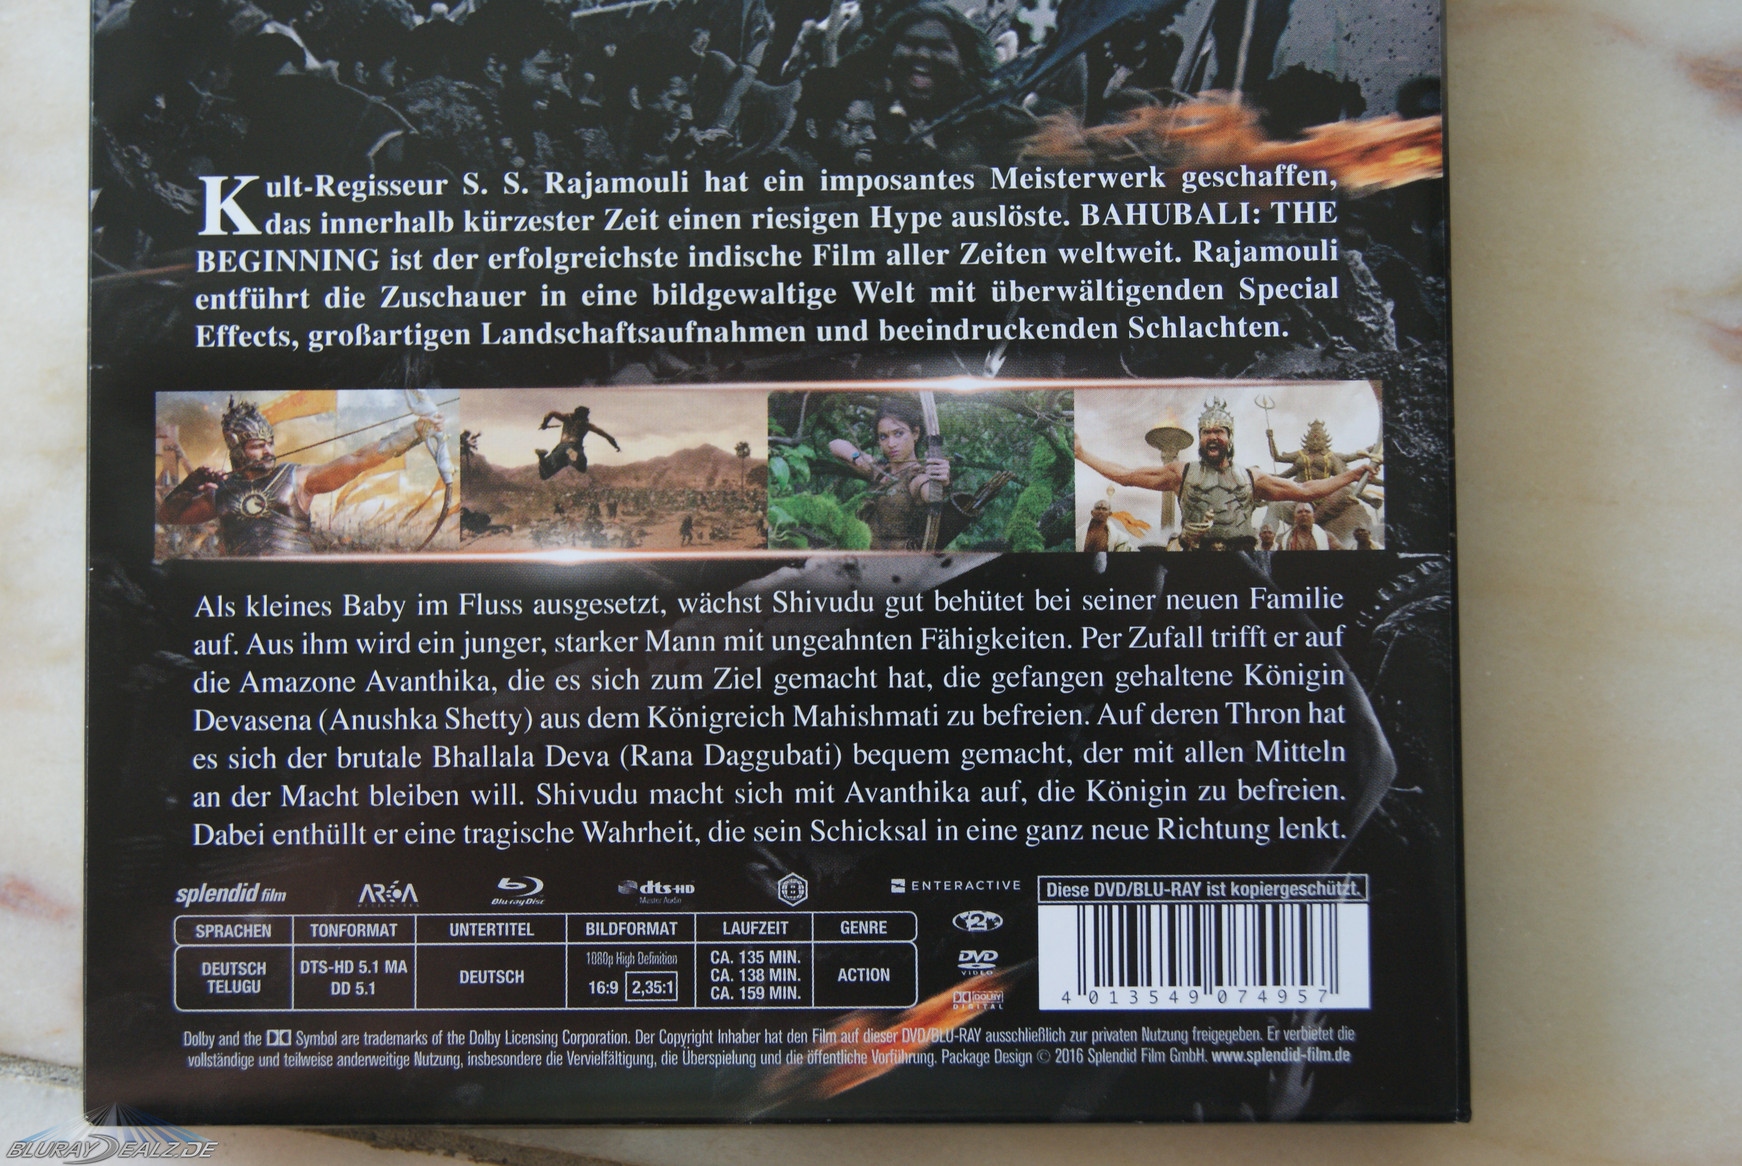 Kult-Regisseur S. S. Rajamouli hat ein imposantes Meisterwerk geschaffen,
das innerhalb kürzester Zeit einen riesigen Hype auslöste. BAHUBALI: THE
BEGINNING ist der erfolgreichste indische Film aller Zeiten weltweit. Rajamouli
entführt die Zuschauer in eine bildgewaltige Welt mit überwältigenden Special
Effects, großartigen Landschaftsaufnahmen und beeindruckenden Schlachten.
Als kleines Baby im Fluss ausgesetzt, wächst Shivudu gut behütet bei seiner neuen Familie
auf. Aus ihm wird ein junger, starker Mann mit ungeahnten Fähigkeiten. Per Zufall trifft er auf
die Amazone Avanthika, die es sich zum Ziel gemacht hat, die gefangen gehaltene Königin
Devasena (Anushka Shetty) aus dem Königreich Mahishmati zu befreien. Auf deren Thron hat
es sich der brutale Bhallala Deva (Rana Daggubati) bequem gemacht, der mit allen Mitteln
an der Macht bleiben will. Shivudu macht sich mit Avanthika auf, die Königin zu befreien.
Dabei enthüllt er eine tragische Wahrheit, die sein Schicksal in eine ganz neue Richtung lenkt.
splendid film ARKA Blu-ray Disc dts-HD Master Audio ENTERACTIVE Diese DVD/BLU-RAY ist kopiergeschützt.
SPRACHEN TONFORMAT UNTERTITEL BILDFORMAT LAUFZEIT GENRE 2
DEUTSCH TELUGU DTS-HD 5.1 MA DD 5.1 DEUTSCH 1080p High Definition 16:9 2,35:1 CA. 135 MIN. CA. 138 MIN. CA. 159 MIN. ACTION
DVD VIDEO
DOLBY DIGITAL
4 013549 074957
Dolby and the Symbol are trademarks of the Dolby Licensing Corporation. Der Copyright Inhaber hat den Film auf dieser DVD/BLU-RAY ausschließlich zur privaten Nutzung freigegeben. Er verbietet die
vollständige und teilweise anderweitige Nutzung, insbesondere die Vervielfältigung, die Überspielung und die öffentliche Vorführung. Package Design © 2016 Splendid Film GmbH. www.splendid-film.de
BLURAYDEALZ.DE